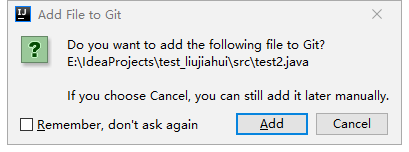 Add File to Git
Do you want to add the following file to Git?
E:\IdeaProjects\test_liujiahui\src\test2.java
If you choose Cancel, you can still add it later manually.
Remember, don't ask again
Add
Cancel